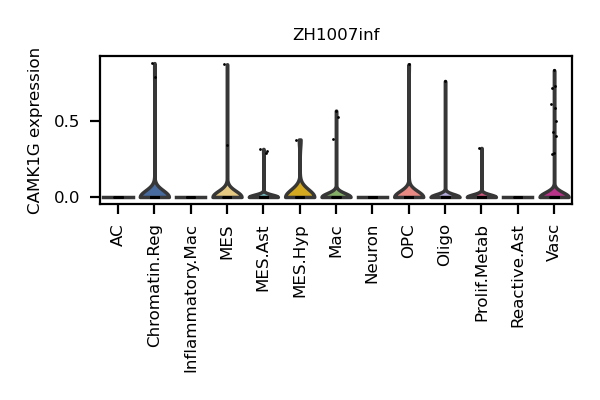 ZH1007inf
CAMK1G expression
0.5
0.0
AC
Chromatin.Reg
Inflammatory.Mac
MES
MES.Ast
MES.Hyp
Mac
Neuron
OPC
Oligo
Prolif.Metab
Reactive.Ast
Vasc